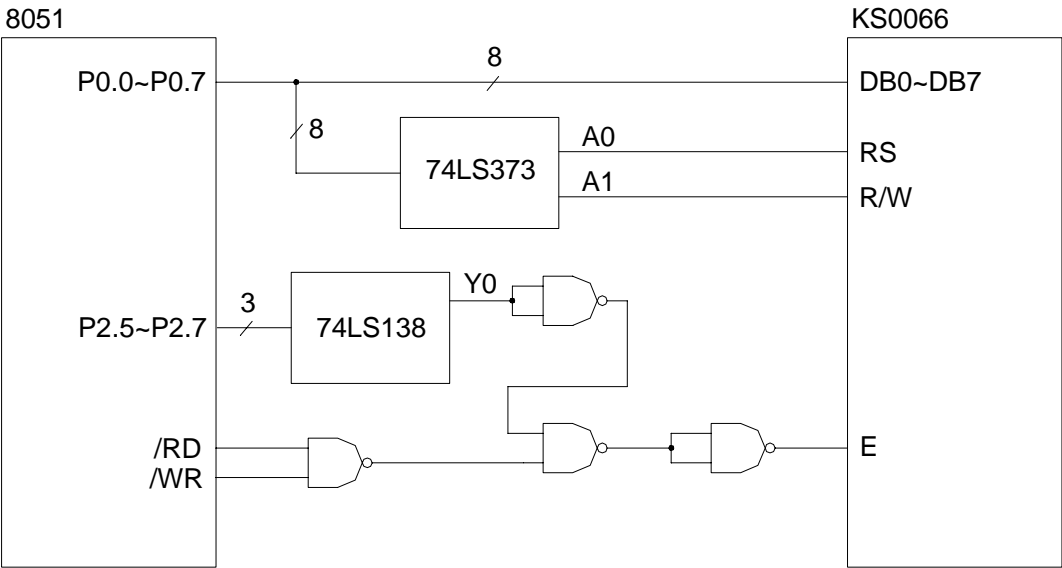 8051
KS0066
P0.0~P0.7
8
DB0~DB7
8
74LS373
A0
RS
A1
R/W
P2.5~P2.7
3
74LS138
Y0
/RD
/WR
E